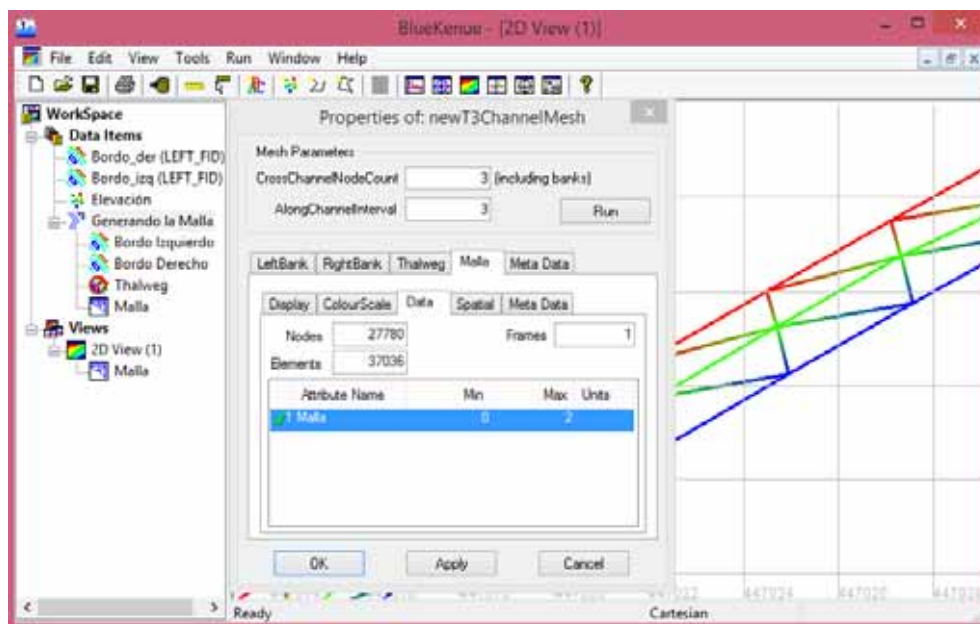 BlueKenue - [2D View (1)]
File Edit View Tools Run Window Help
WorkSpace
Data Items
Bordo_der (LEFT_FID)
Bordo_izq (LEFT_FID)
Elevación
Generando la Malla
Bordo Izquierdo
Bordo Derecho
Thalweg
Malla
Views
2D View (1)
Malla
Properties of: newT3ChannelMesh
Mesh Parameters
CrossChannelNodeCount 3 (including banks)
AlongChannelInterval 3 Run
LeftBank RightBank Thalweg Malla Meta Data
Display ColourScale Data Spatial Meta Data
Nodes 27780 Frames 1
Elements 37036
Attribute Name Min Max Units
1 Malla 0 2
OK Apply Cancel
Ready Cartesian